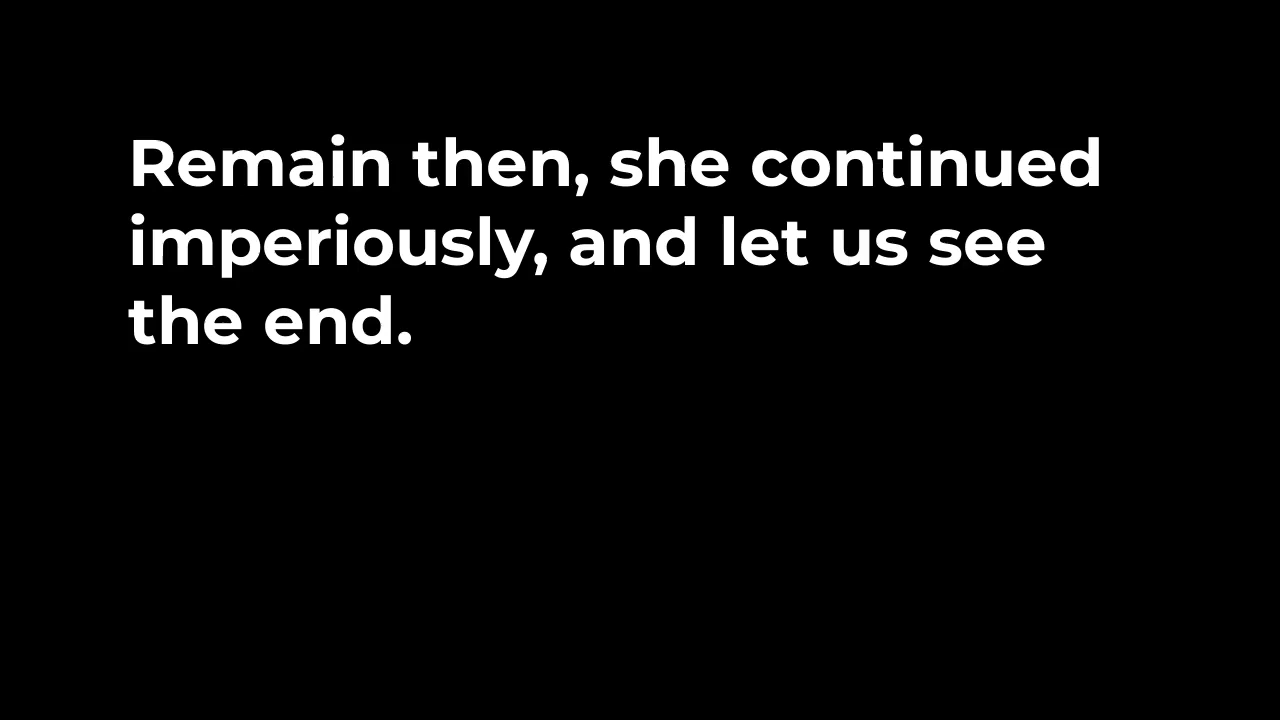 Remain then, she continued
imperiously, and let us see
the end.